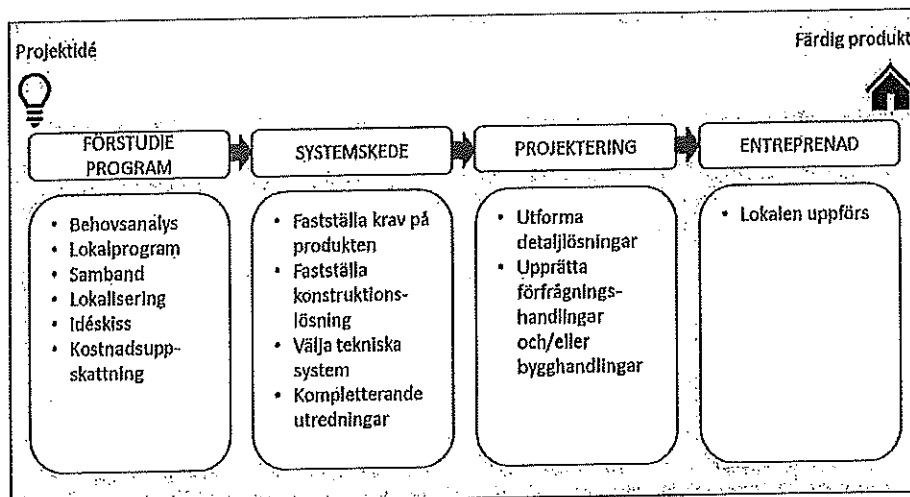 Projektidé
Färdig produkt
FÖRSTUDIE
PROGRAM
SYSTEMSKEDE
PROJEKTERING
ENTREPRENAD
• Behovsanalys
• Lokalprogram
• Samband
• Lokalisering
• Idéskiss
• Kostnadsupp-
skattning
• Fastställa krav på
produkten
• Fastställa
konstruktions-
lösning
• Välja tekniska
system
• Kompletterande
utredningar
• Utforma
detaljlösningar
• Upprätta
förfrågnings-
handlingar
och/eller
bygghandlingar
• Lokalen uppförs